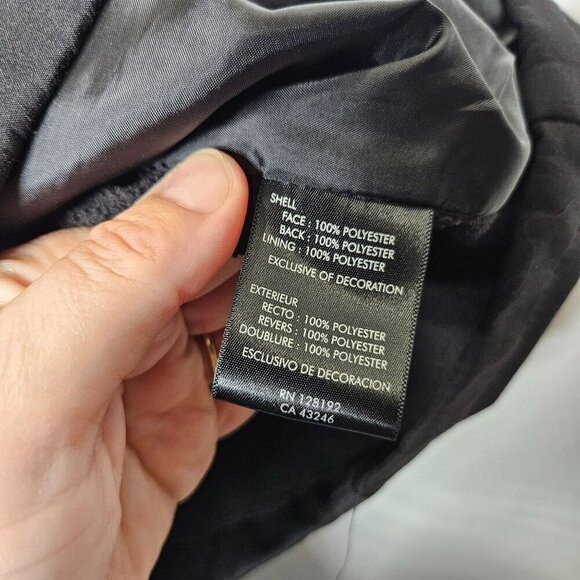 SHELL
FACE : 100% POLYESTER
BACK : 100% POLYESTER
LINING : 100% POLYESTER
EXCLUSIVE OF DECORATION
EXTERIEUR
RECTO : 100% POLYESTER
REVERS : 100% POLYESTER
DOUBLURE : 100% POLYESTER
ESCLUSIVO DE DECORACION
RN 128192
CA 43246